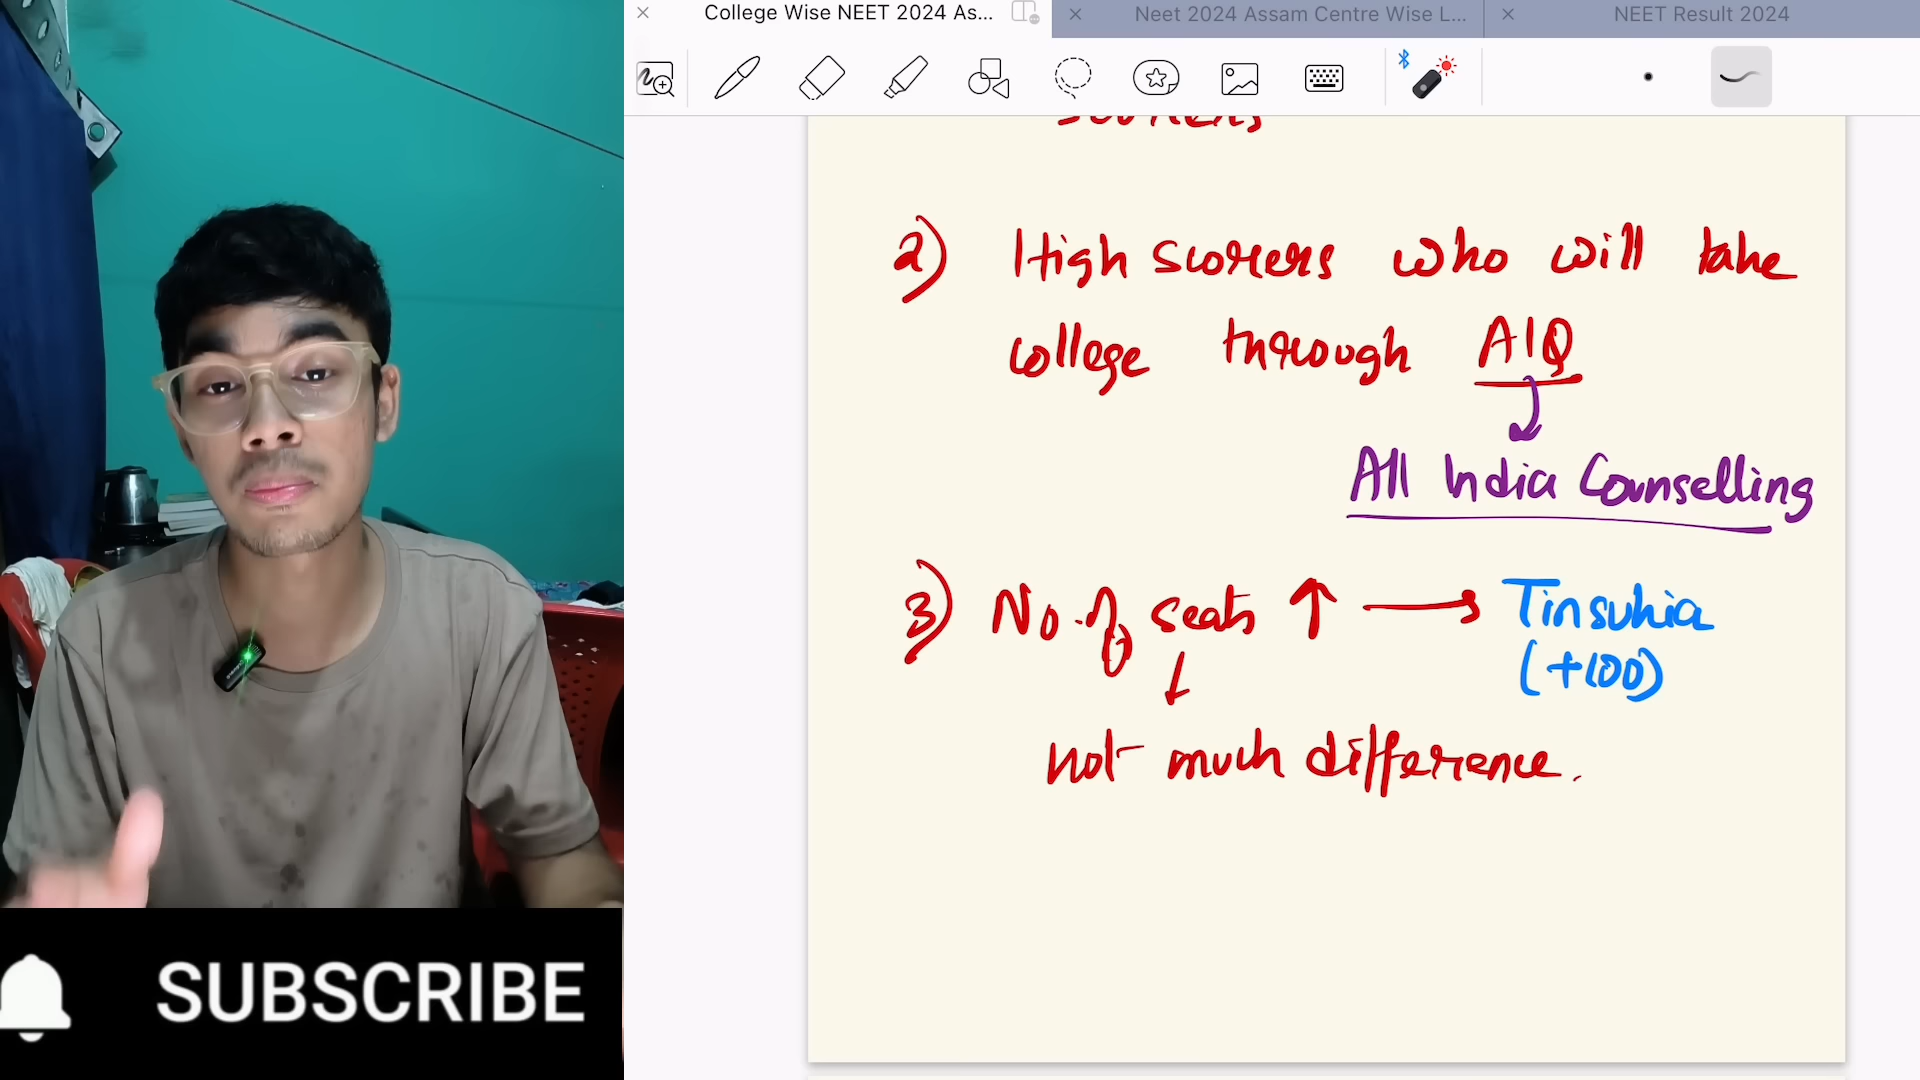 College Wise NEET 2024 As...
Neet 2024 Assam Centre Wise L...
NEET Result 2024
scorers
2) High scorers who will take
college through AIQ
All India Counselling
3) No. of seats ↑ → Tinsukia
(+100)
not much difference.
SUBSCRIBE